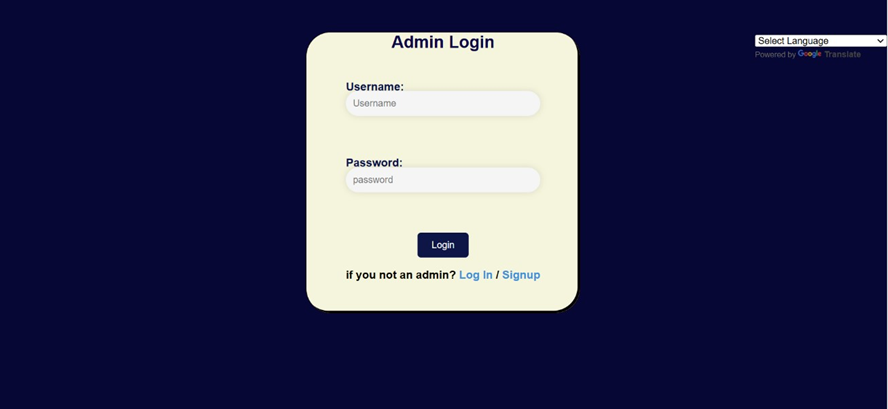 Admin Login
Select Language
Powered by Google Translate
Username:
Username
Password:
password
Login
if you not an admin? Log In / Signup